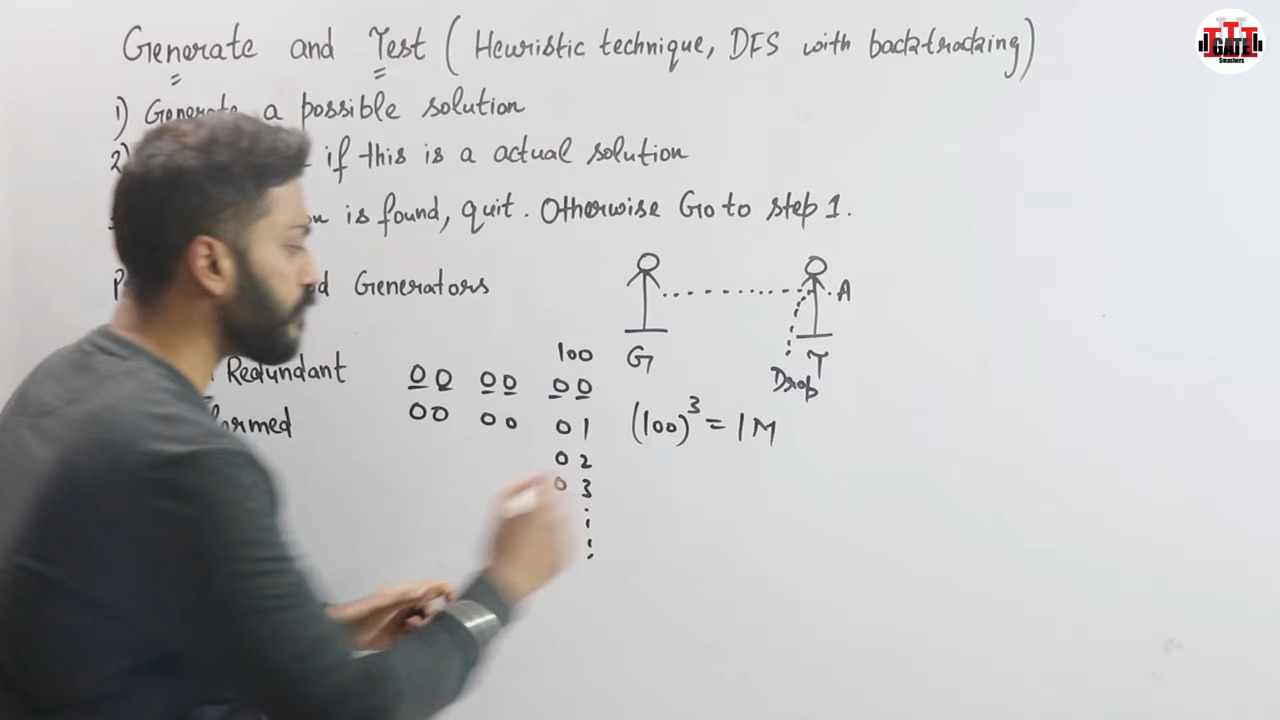 Generate and Test (Heuristic technique, DFS with backtracking)
1) Generate a possible solution
2) if this is a actual solution
is found, quit. Otherwise Go to step 1.
Generators
A
G T
Drop
Redundant
100
00 00 00
00 00 01
02
03
(100)³ = 1M
GATE
Smashers